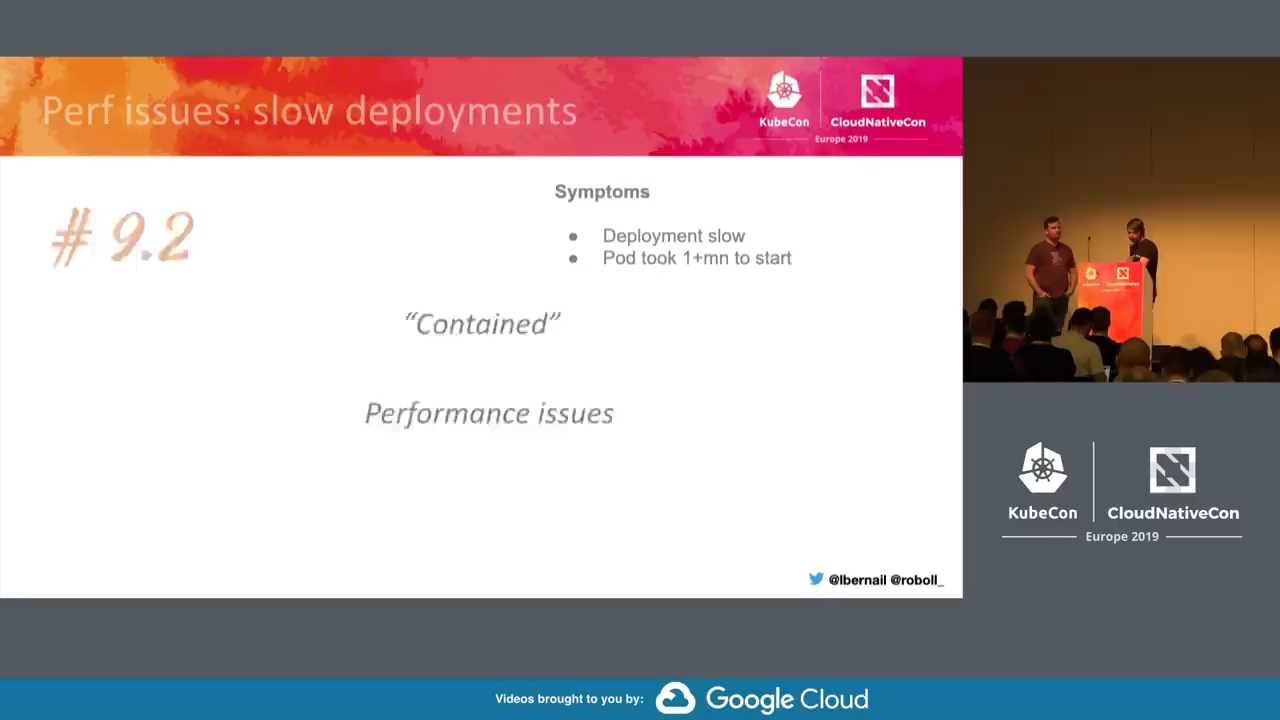 Perf issues: slow deployments
KubeCon
CloudNativeCon
Europe 2019
# 9.2
Symptoms
● Deployment slow
● Pod took 1+mn to start
“Contained”
Performance issues
@lbernail @roboll_
KubeCon
CloudNativeCon
Europe 2019
Videos brought to you by:
Google Cloud